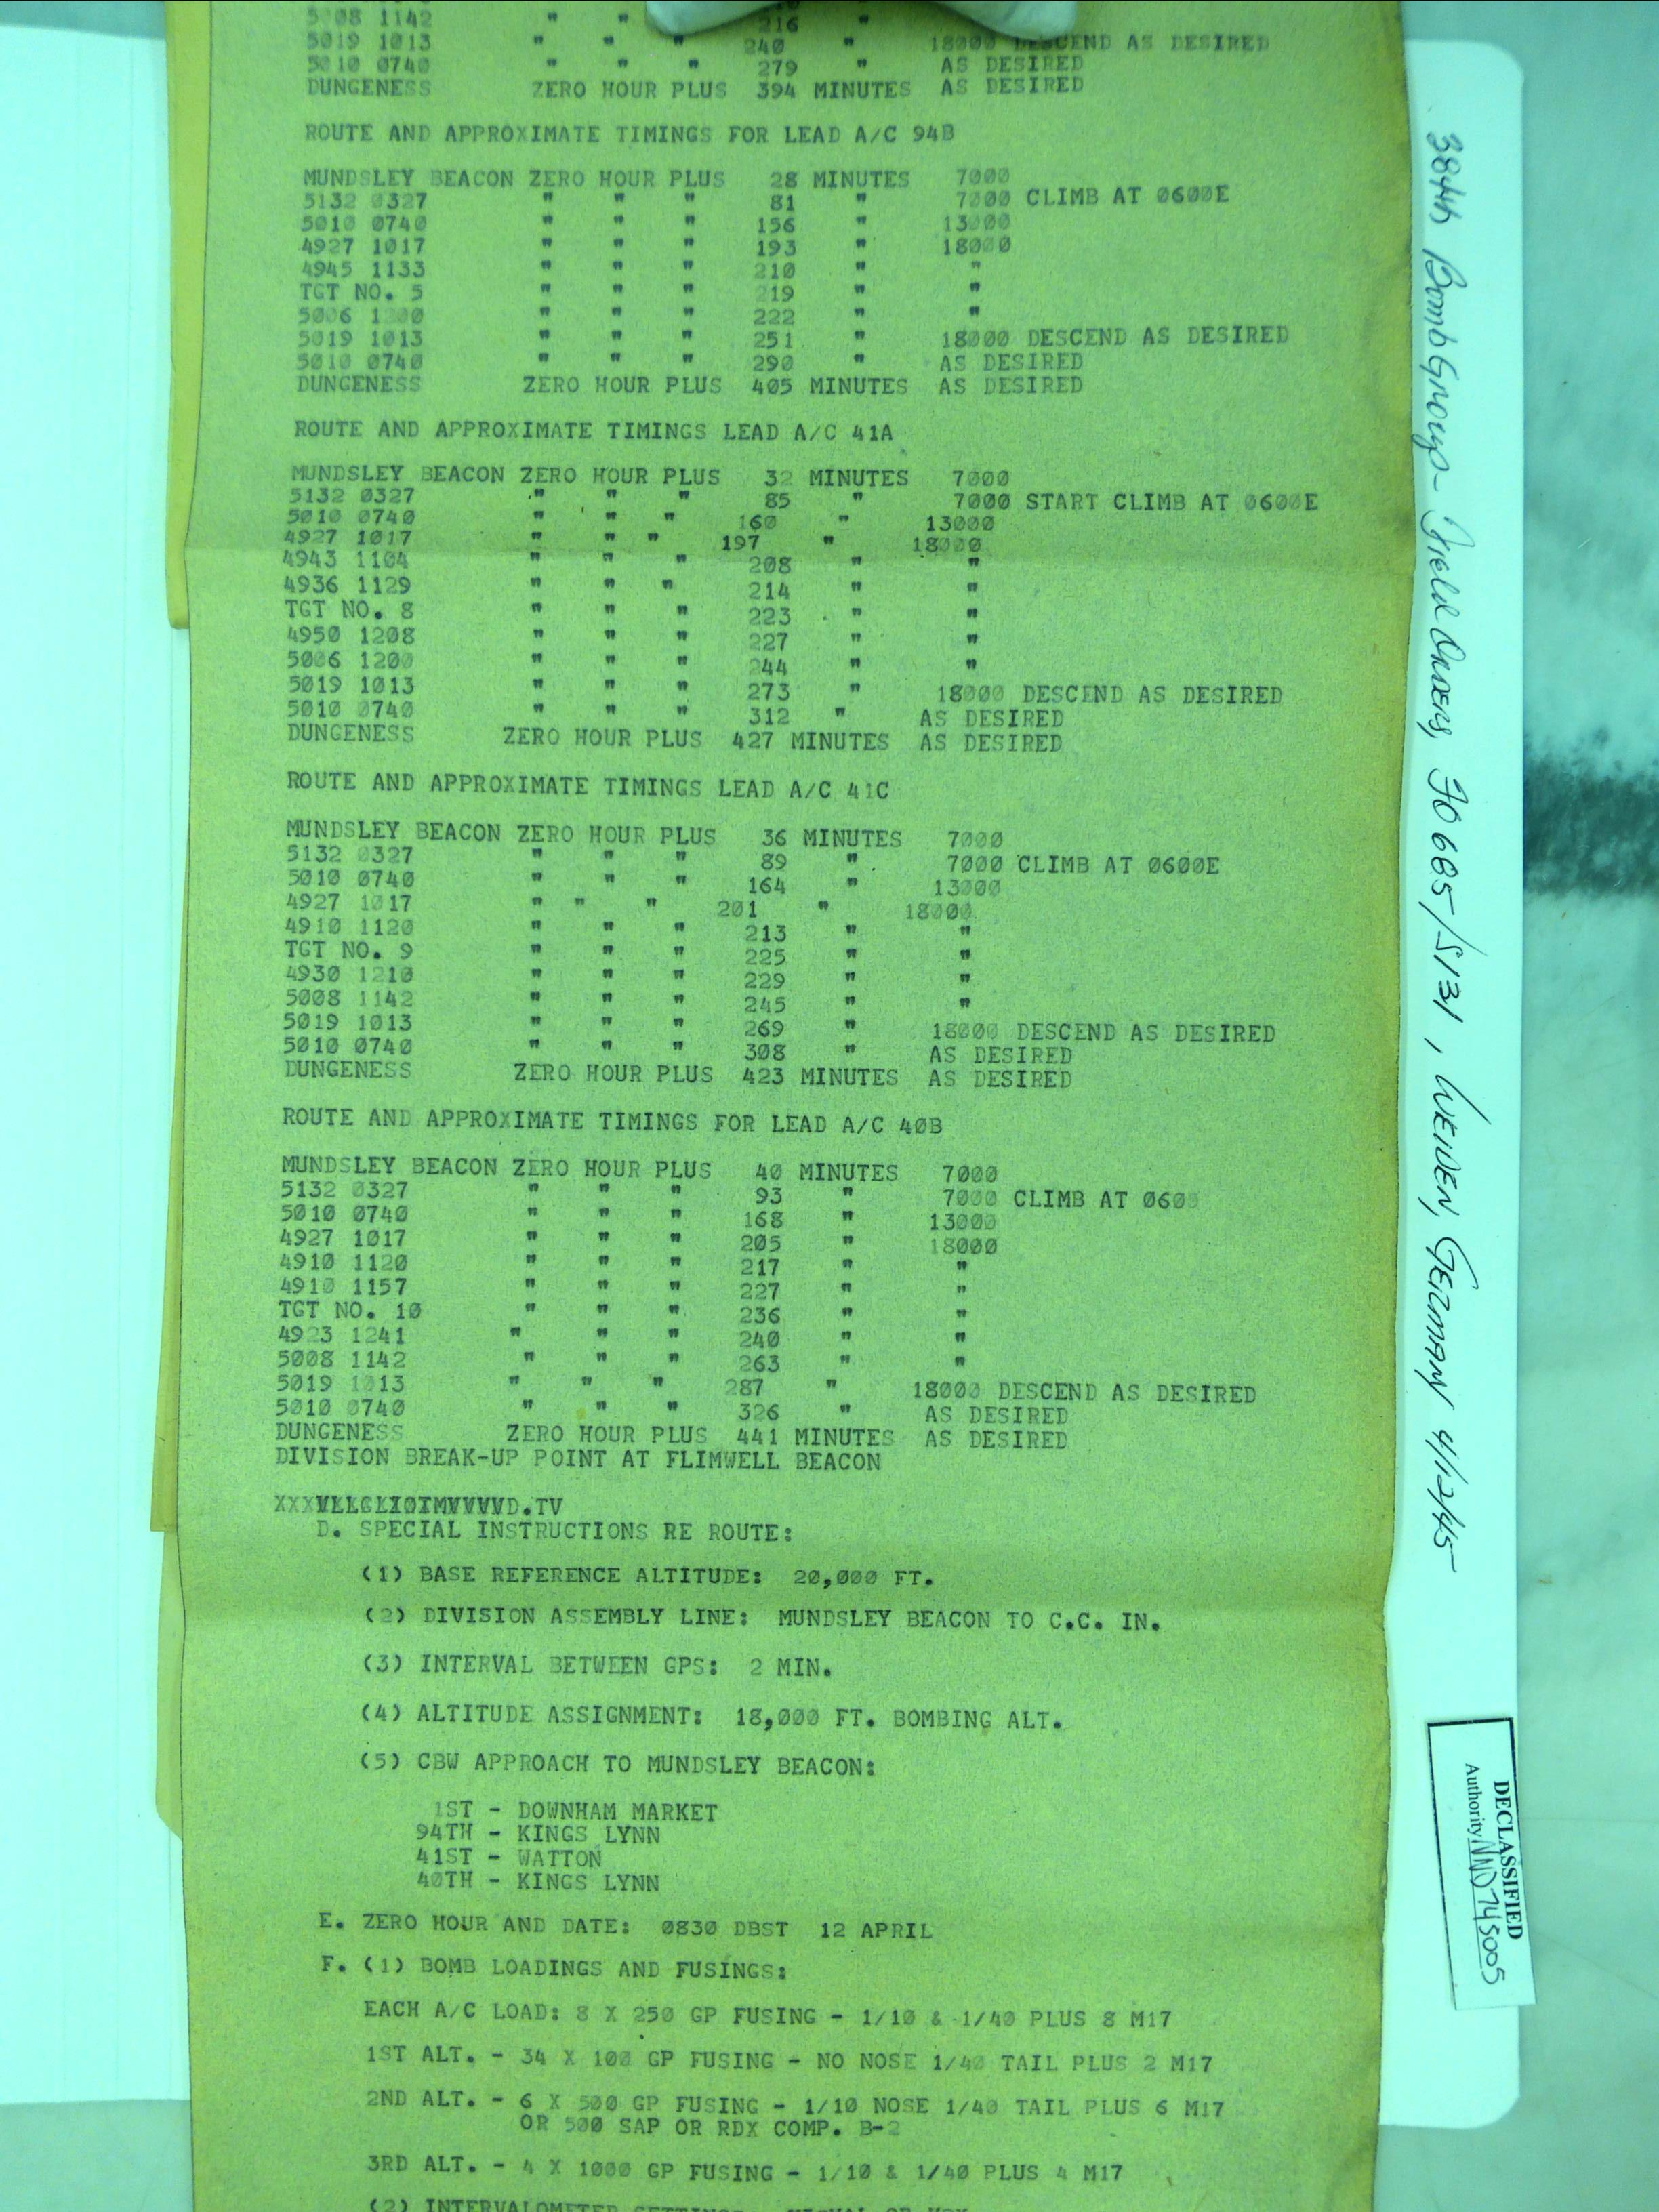 5008 1142 " " 216
5019 1013 " " " 240 " 18000 DESCEND AS DESIRED
5010 0740 " " " 279 " AS DESIRED
DUNGENESS ZERO HOUR PLUS 394 MINUTES AS DESIRED
ROUTE AND APPROXIMATE TIMINGS FOR LEAD A/C 94B
MUNDSLEY BEACON ZERO HOUR PLUS 28 MINUTES 7000
5132 0327 " " " 81 " 7000 CLIMB AT 0600E
5010 0740 " " " 156 " 13000
4927 1017 " " " 193 " 18000
4945 1133 " " " 210 " "
TGT NO. 5 " " " 219 " "
5006 1200 " " " 222 " "
5019 1013 " " " 251 " 18000 DESCEND AS DESIRED
5010 0740 " " " 290 " AS DESIRED
DUNGENESS ZERO HOUR PLUS 405 MINUTES AS DESIRED
ROUTE AND APPROXIMATE TIMINGS LEAD A/C 41A
MUNDSLEY BEACON ZERO HOUR PLUS 32 MINUTES 7000
5132 0327 " " " 85 " 7000 START CLIMB AT 0600E
5010 0740 " " " 160 " 13000
4927 1017 " " " 197 " 18000
4943 1104 " " " 208 " "
4936 1129 " " " 214 " "
TGT NO. 8 " " " 223 " "
4950 1208 " " " 227 " "
5006 1200 " " " 244 " "
5019 1013 " " " 273 " 18000 DESCEND AS DESIRED
5010 0740 " " " 312 " AS DESIRED
DUNGENESS ZERO HOUR PLUS 427 MINUTES AS DESIRED
ROUTE AND APPROXIMATE TIMINGS LEAD A/C 41C
MUNDSLEY BEACON ZERO HOUR PLUS 36 MINUTES 7000
5132 0327 " " " 89 " 7000 CLIMB AT 0600E
5010 0740 " " " 164 " 13000
4927 1017 " " " 201 " 18000
4910 1120 " " " 213 " "
TGT NO. 9 " " " 225 " "
4930 1210 " " " 229 " "
5008 1142 " " " 245 " "
5019 1013 " " " 269 " 18000 DESCEND AS DESIRED
5010 0740 " " " 308 " AS DESIRED
DUNGENESS ZERO HOUR PLUS 423 MINUTES AS DESIRED
ROUTE AND APPROXIMATE TIMINGS FOR LEAD A/C 40B
MUNDSLEY BEACON ZERO HOUR PLUS 40 MINUTES 7000
5132 0327 " " " 93 " 7000 CLIMB AT 0600
5010 0740 " " " 168 " 13000
4927 1017 " " " 205 " 18000
4910 1120 " " " 217 " "
4910 1157 " " " 227 " "
TGT NO. 10 " " " 236 " "
4923 1241 " " " 240 " "
5008 1142 " " " 263 " "
5019 1013 " " " 287 " 18000 DESCEND AS DESIRED
5010 0740 " " " 326 " AS DESIRED
DUNGENESS ZERO HOUR PLUS 441 MINUTES AS DESIRED
DIVISION BREAK-UP POINT AT FLIMWELL BEACON
D. SPECIAL INSTRUCTIONS RE ROUTE:
(1) BASE REFERENCE ALTITUDE: 20,000 FT.
(2) DIVISION ASSEMBLY LINE: MUNDSLEY BEACON TO C.C. IN.
(3) INTERVAL BETWEEN GPS: 2 MIN.
(4) ALTITUDE ASSIGNMENT: 18,000 FT. BOMBING ALT.
(5) CBW APPROACH TO MUNDSLEY BEACON:
1ST - DOWNHAM MARKET
94TH - KINGS LYNN
41ST - WATTON
40TH - KINGS LYNN
E. ZERO HOUR AND DATE: 0830 DBST 12 APRIL
F. (1) BOMB LOADINGS AND FUSINGS:
EACH A/C LOAD: 8 X 250 GP FUSING - 1/10 & 1/40 PLUS 8 M17
1ST ALT. - 34 X 100 GP FUSING - NO NOSE 1/40 TAIL PLUS 2 M17
2ND ALT. - 6 X 500 GP FUSING - 1/10 NOSE 1/40 TAIL PLUS 6 M17
OR 500 SAP OR RDX COMP. B-2
3RD ALT. - 4 X 1000 GP FUSING - 1/10 & 1/40 PLUS 4 M17
(2) INTERVALOMETER
384th Bomb Group - Field Orders, FO 685/S131, WEIDEN, GERMANY 4/12/45
DECLASSIFIED
Authority NND745005